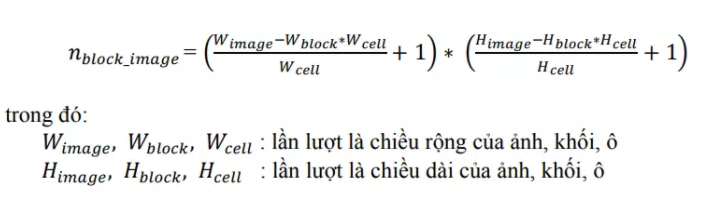 n_block_image = ((W_image−W_block*W_cell)/W_cell + 1) * ((H_image−H_block*H_cell)/H_cell + 1)
trong đó:
W_image, W_block, W_cell : lần lượt là chiều rộng của ảnh, khối, ô
H_image, H_block, H_cell : lần lượt là chiều dài của ảnh, khối, ô